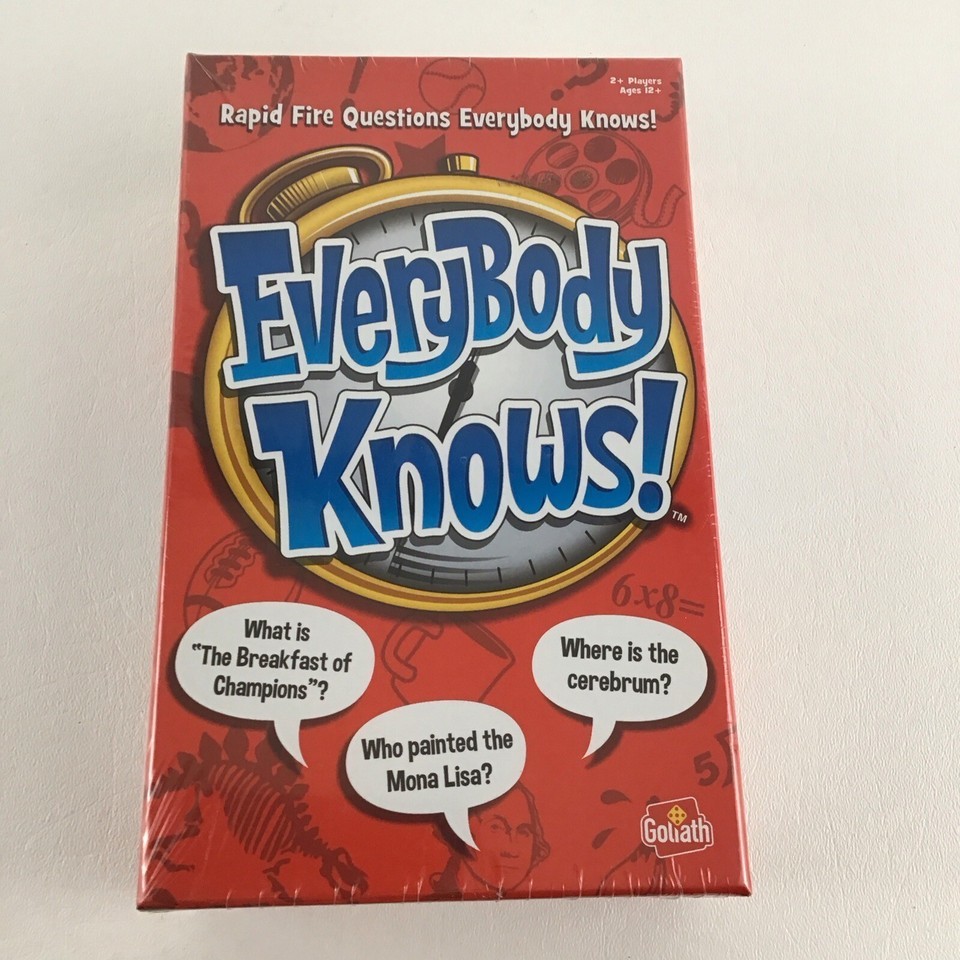 2+ Players
Ages 12+
Rapid Fire Questions Everybody Knows!
EveryBody
Knows!
TM
6x8=
What is
"The Breakfast of
Champions"?
Where is the
cerebrum?
Who painted the
Mona Lisa?
5)
Goliath